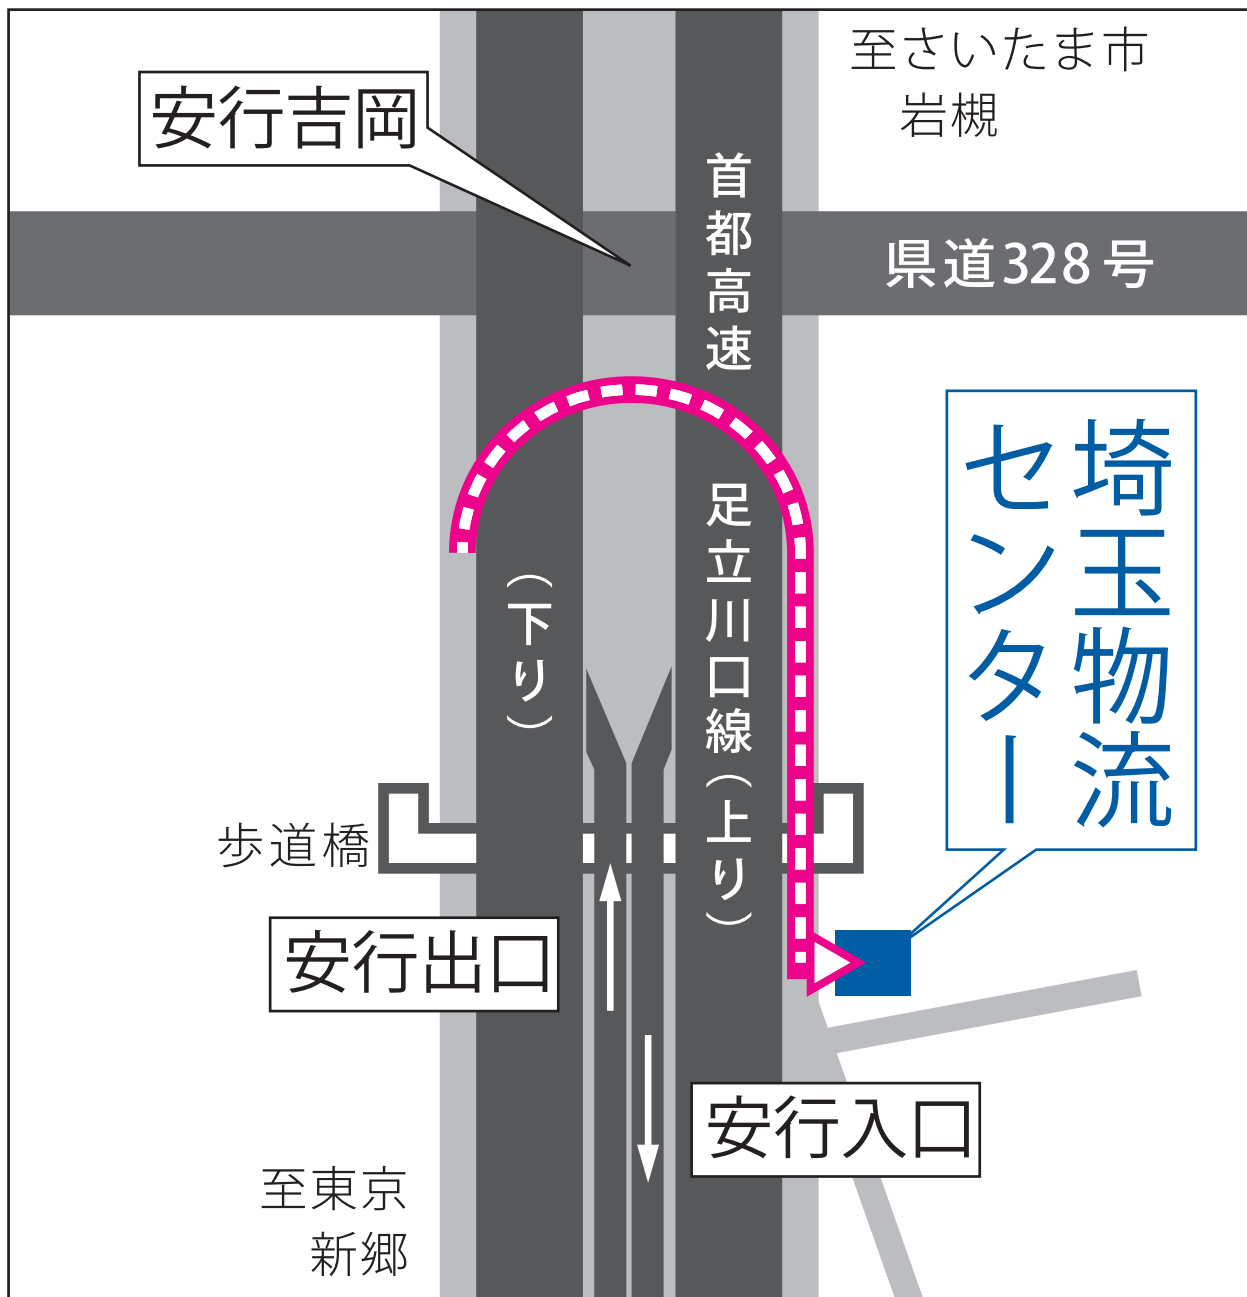 至さいたま市
岩槻
安行吉岡
首都高速
県道328号
足立川口線(上り)
(下り)
埼玉物流
センター
歩道橋
安行出口
安行入口
至東京
新郷